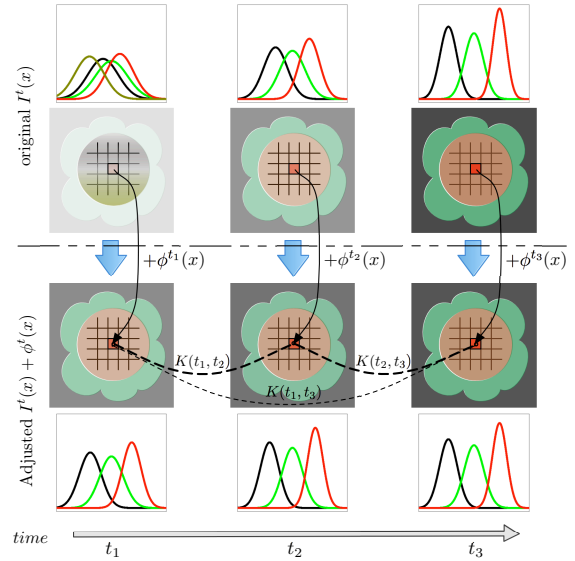 original I^t(x)
+ϕ^{t_1}(x)
+ϕ^{t_2}(x)
+ϕ^{t_3}(x)
Adjusted I^t(x) + ϕ^t(x)
K(t_1, t_2)
K(t_2, t_3)
K(t_1, t_3)
time
t_1
t_2
t_3